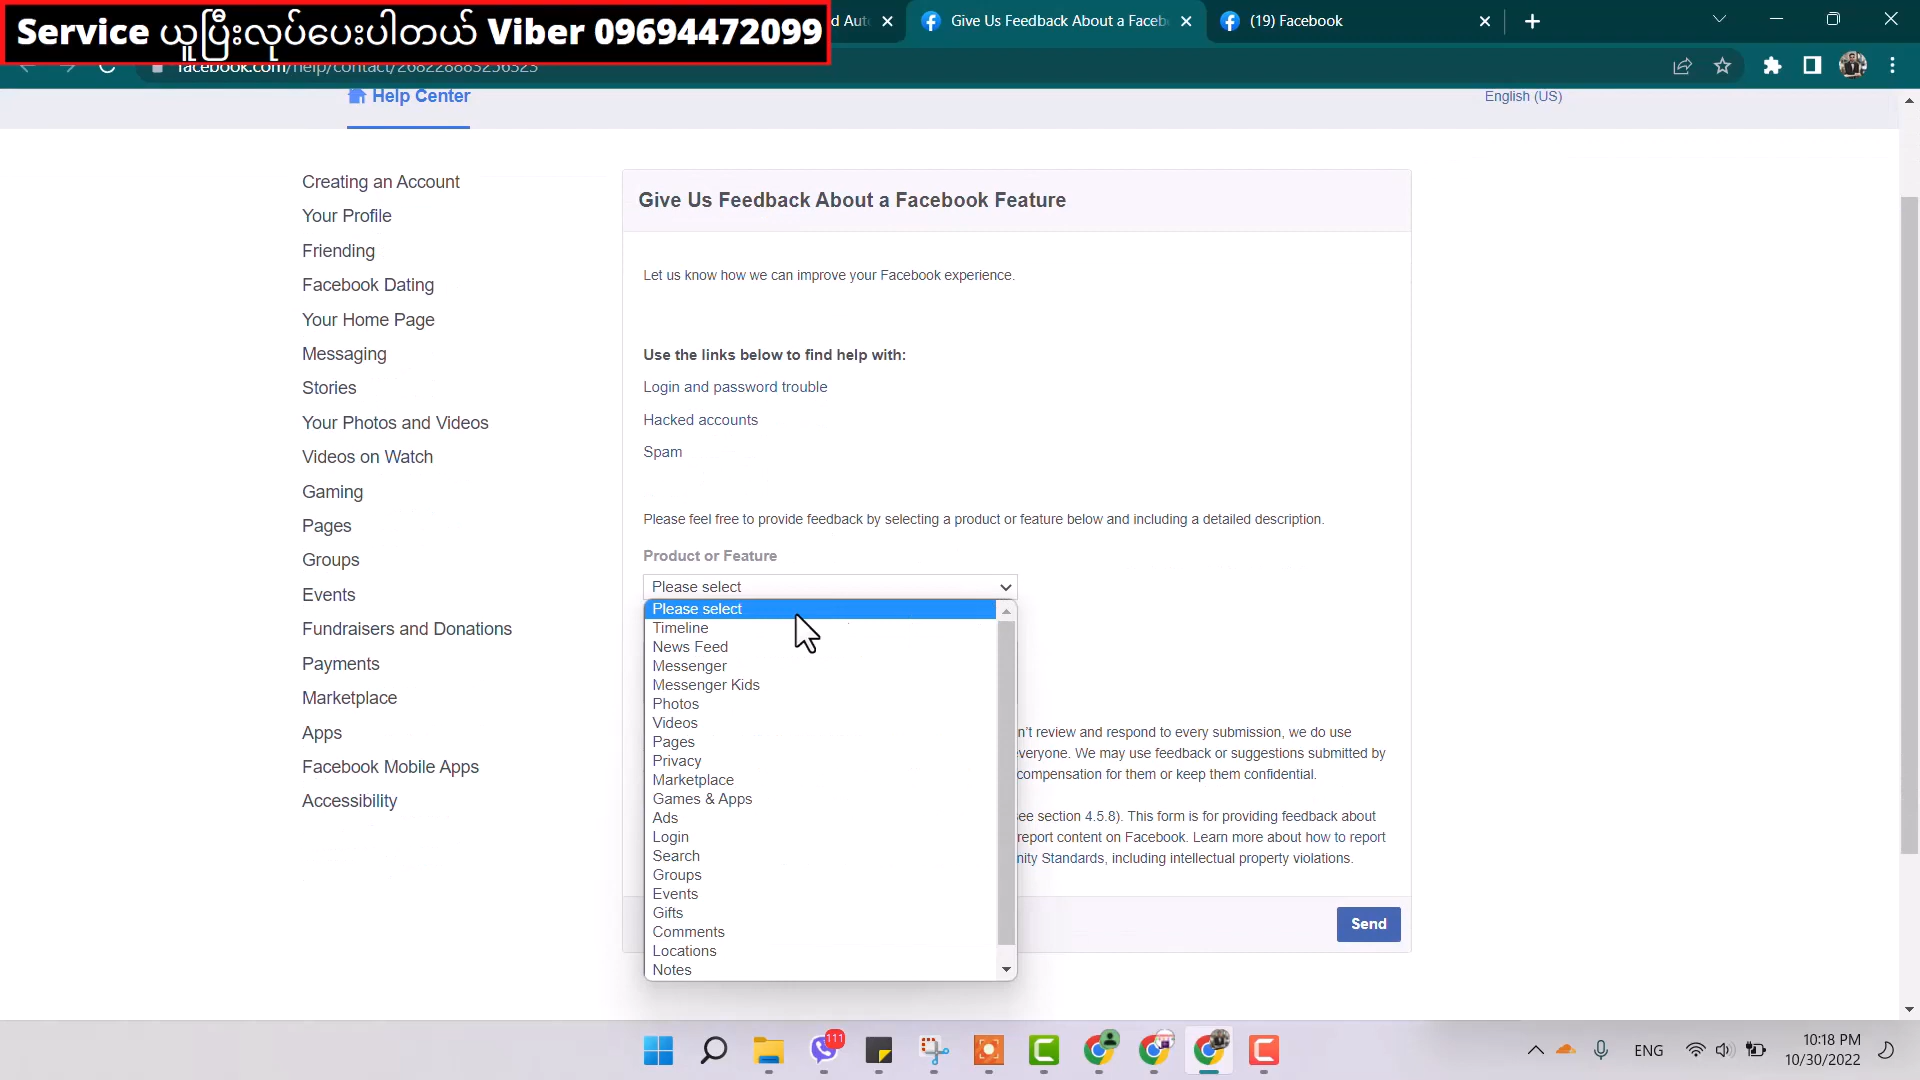 Service ယူပြီးလုပ်ပေးပါတယ် Viber 09694472099
Give Us Feedback About a Faceb
(19) Facebook
facebook.com/help/contact/268228883256323
Help Center
English (US)
Creating an Account
Your Profile
Friending
Facebook Dating
Your Home Page
Messaging
Stories
Your Photos and Videos
Videos on Watch
Gaming
Pages
Groups
Events
Fundraisers and Donations
Payments
Marketplace
Apps
Facebook Mobile Apps
Accessibility
Give Us Feedback About a Facebook Feature
Let us know how we can improve your Facebook experience.
Use the links below to find help with:
Login and password trouble
Hacked accounts
Spam
Please feel free to provide feedback by selecting a product or feature below and including a detailed description.
Product or Feature
Please select
Please select
Timeline
News Feed
Messenger
Messenger Kids
Photos
Videos
Pages
Privacy
Marketplace
Games & Apps
Ads
Login
Search
Groups
Events
Gifts
Comments
Locations
Notes
n't review and respond to every submission, we do use
everyone. We may use feedback or suggestions submitted by
compensation for them or keep them confidential.
see section 4.5.8). This form is for providing feedback about
report content on Facebook. Learn more about how to report
nity Standards, including intellectual property violations.
Send
111
ENG
10:18 PM
10/30/2022